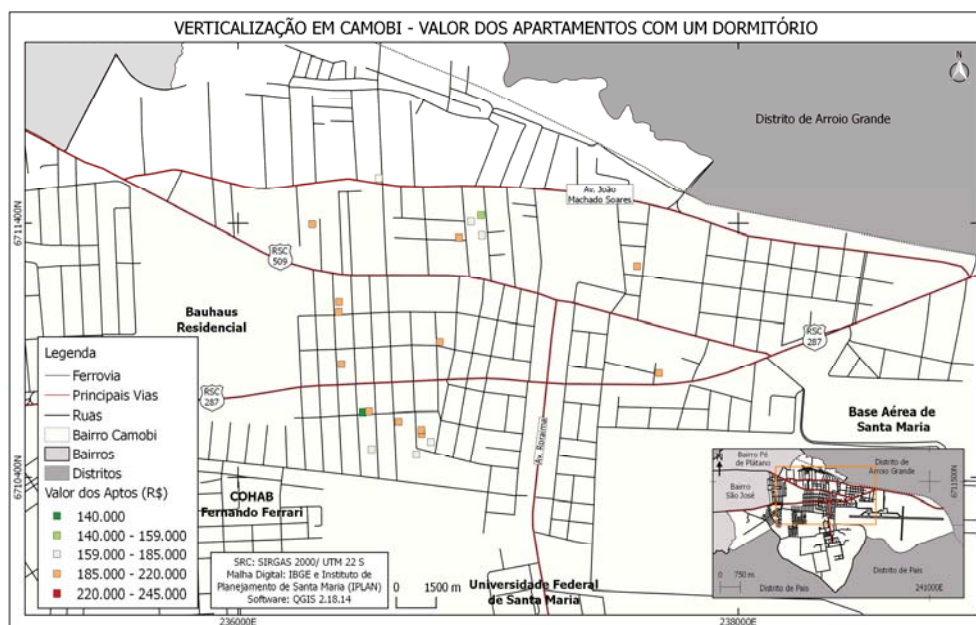 VERTICALIZAÇÃO EM CAMOBI - VALOR DOS APARTAMENTOS COM UM DORMITÓRIO
N
Distrito de Arroio Grande
Av. João
Machado Soares
6711400N
RSC
509
Bauhaus
Residencial
RSC
287
Legenda
Ferrovia
Principais Vias
Ruas
Bairro Camobi
Bairros
Distritos
Valor dos Aptos (R$)
140.000
140.000 - 159.000
159.000 - 185.000
185.000 - 220.000
220.000 - 245.000
RSC
287
Av. Roraima
Base Aérea de
Santa Maria
6710400N
COHAB
Fernando Ferrari
SRC: SIRGAS 2000/ UTM 22 S
Malha Digital: IBGE e Instituto de
Planejamento de Santa Maria (IPLAN)
Software: QGIS 2.18.14
0 1500 m
Universidade Federal
de Santa Maria
N
Bairro Pé
de Plátano
Distrito de
Arroio Grande
Bairro
São José
6711500N
0 750 m
Distrito de Pains
Distrito de Pains
241000E
236000E
238000E